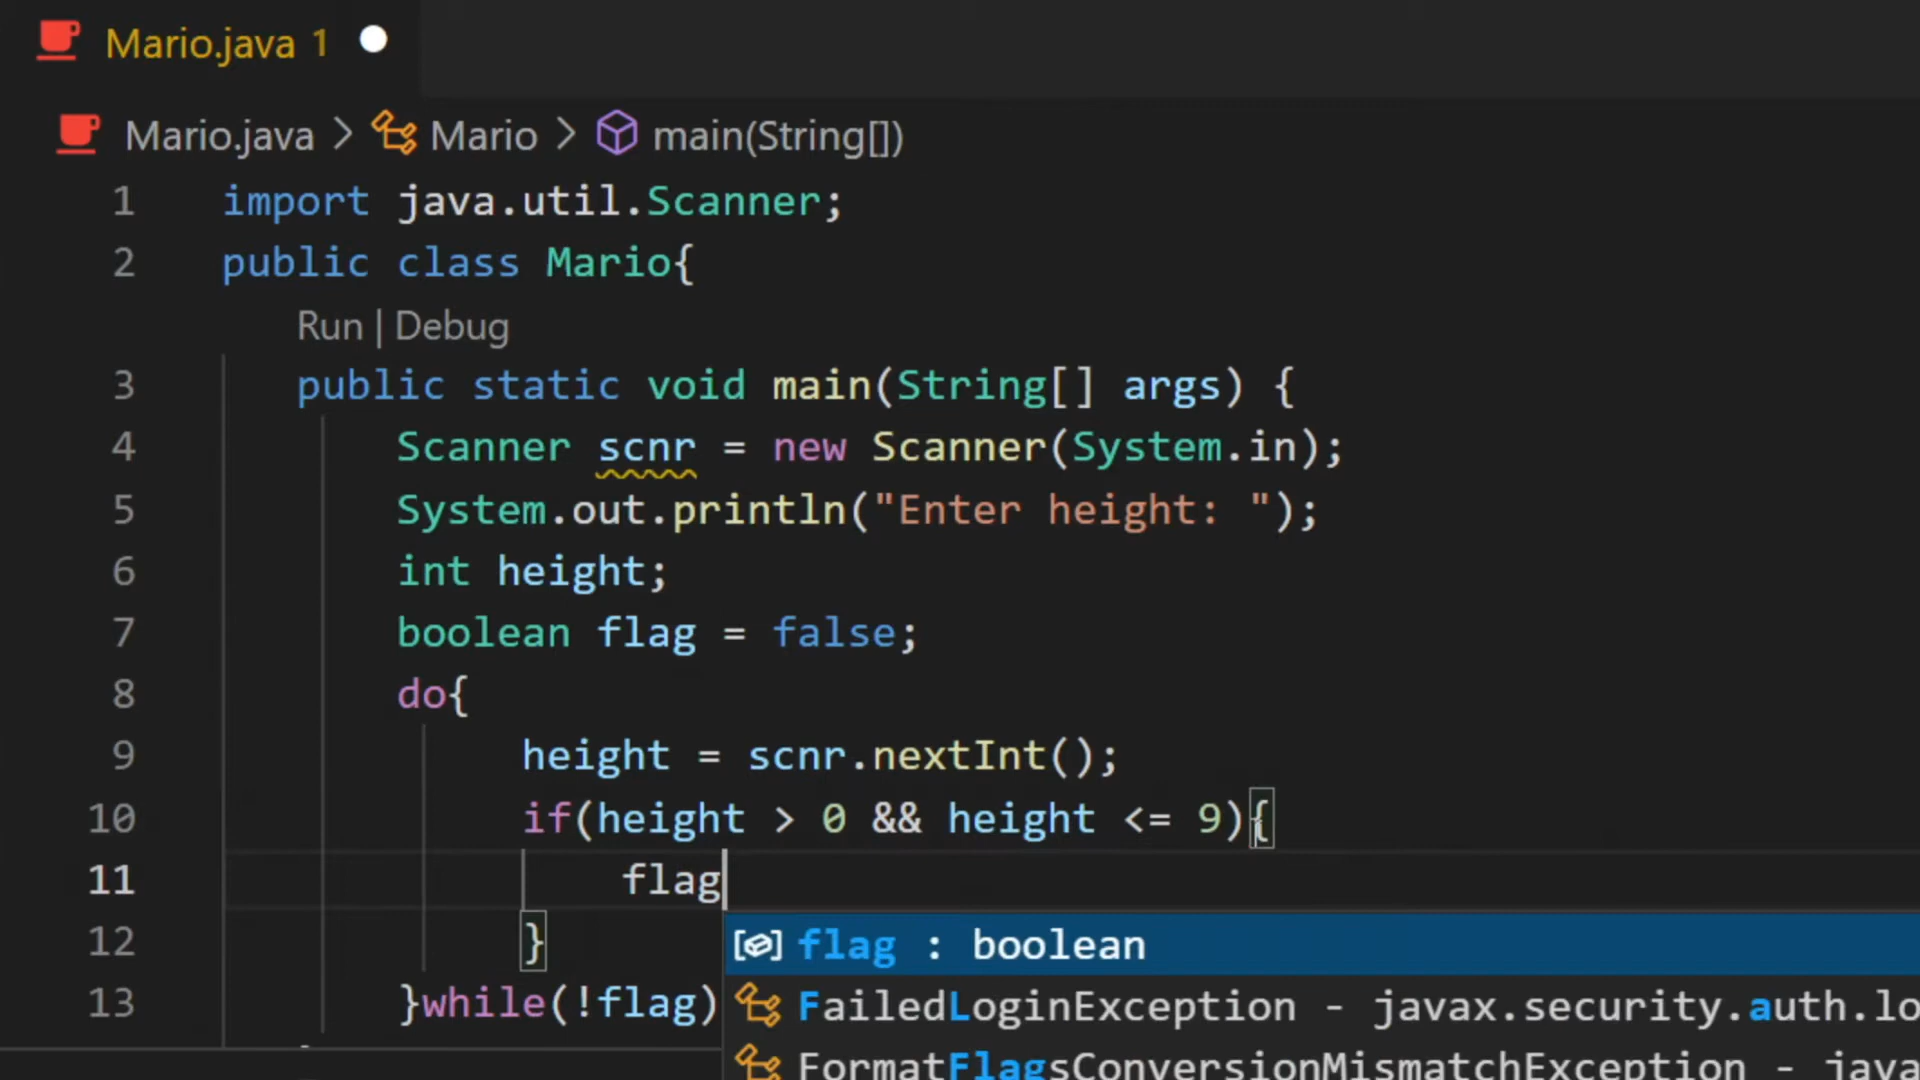 Mario.java 1
Mario.java > Mario > main(String[])
1 import java.util.Scanner;
2 public class Mario{
Run | Debug
3 public static void main(String[] args) {
4 Scanner scnr = new Scanner(System.in);
5 System.out.println("Enter height: ");
6 int height;
7 boolean flag = false;
8 do{
9 height = scnr.nextInt();
10 if(height > 0 && height <= 9){
11 flag
12 }
flag : boolean
13 }while(!flag)
FailedLoginException - javax.security.auth.lo
FormatFlagsConversionMismatchException - java